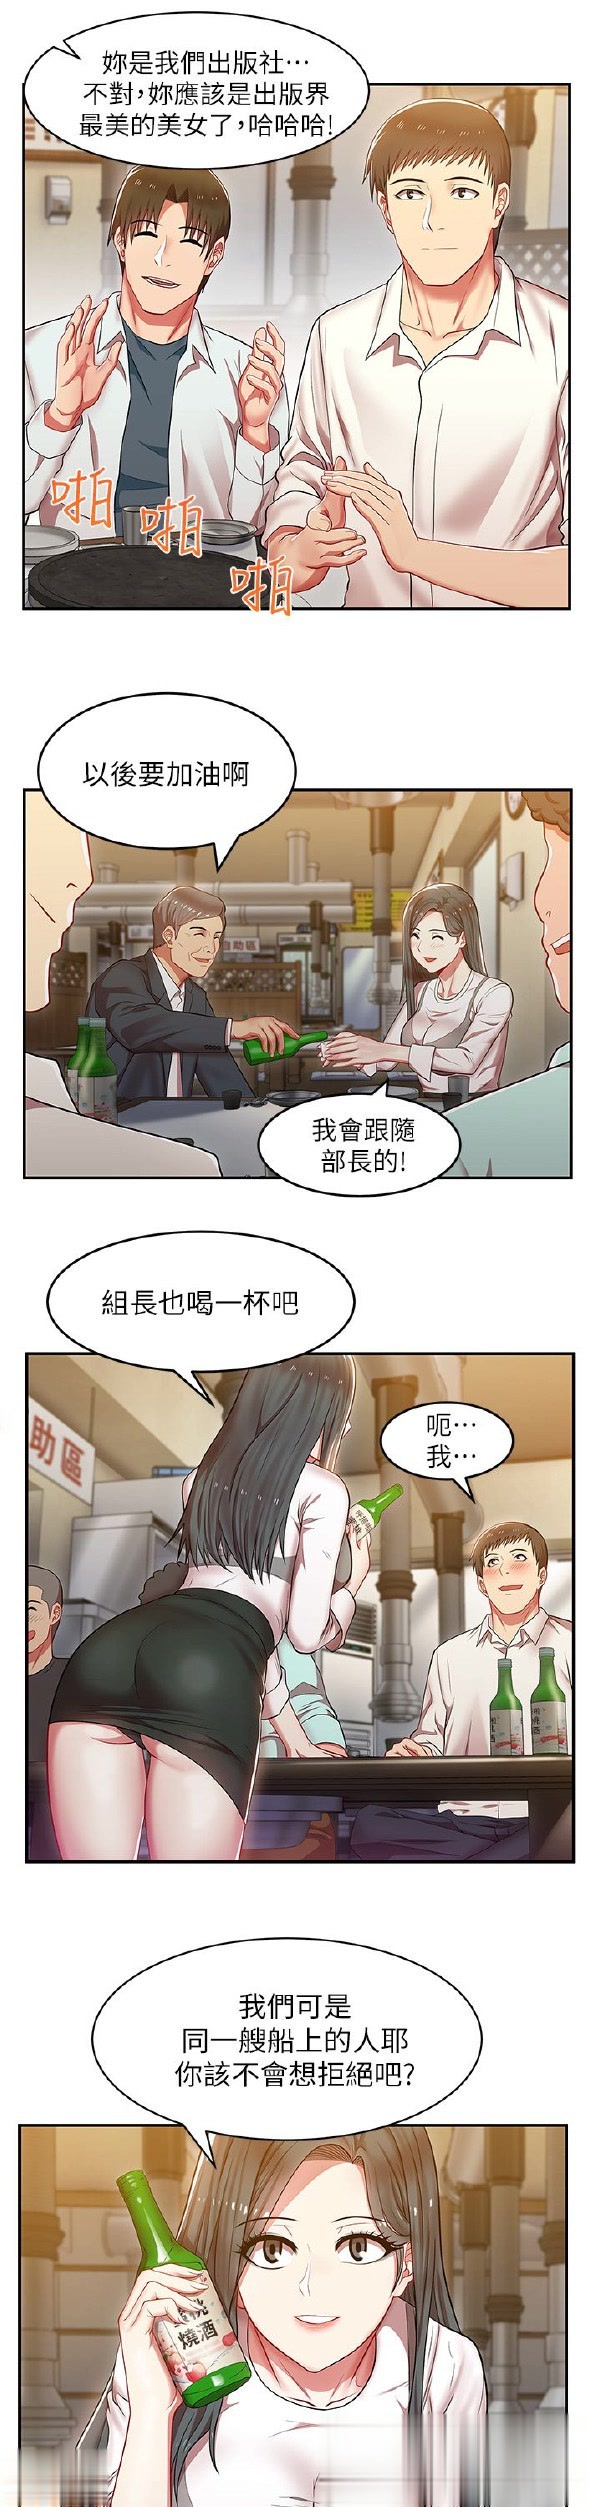 妳是我們出版社…
不對,妳應該是出版界
最美的美女了,哈哈哈!
啪
啪
啪
以後要加油啊
自助區
我會跟隨
部長的!
組長也喝一杯吧
助區
呃…
我…
我們可是
同一艘船上的人耶
你該不會想拒絕吧?
燒酒